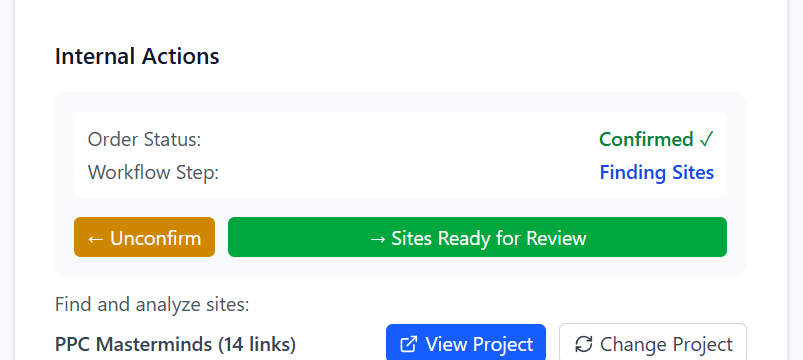 Internal Actions
Order Status: Confirmed ✓
Workflow Step: Finding Sites
← Unconfirm → Sites Ready for Review
Find and analyze sites:
PPC Masterminds (14 links) View Project Change Project